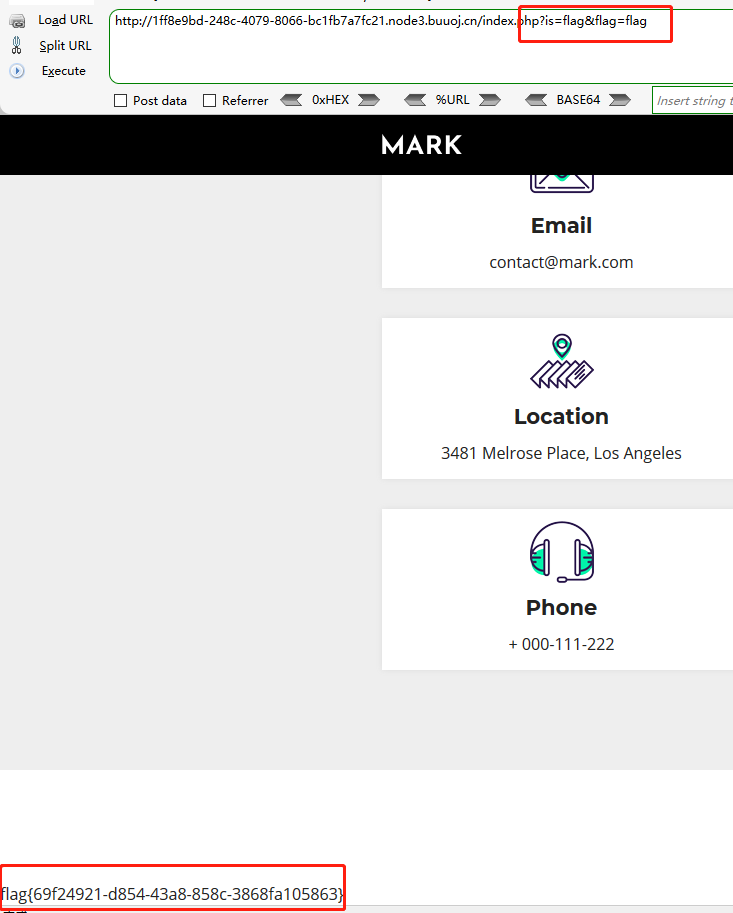 Load URL
http://1ff8e9bd-248c-4079-8066-bc1fb7a7fc21.node3.buuoj.cn/index.php?is=flag&flag=flag
Split URL
Execute
Post data Referrer 0xHEX %URL BASE64 Insert string t
MARK
Email
contact@mark.com
Location
3481 Melrose Place, Los Angeles
Phone
+ 000-111-222
flag{69f24921-d854-43a8-858c-3868fa105863}